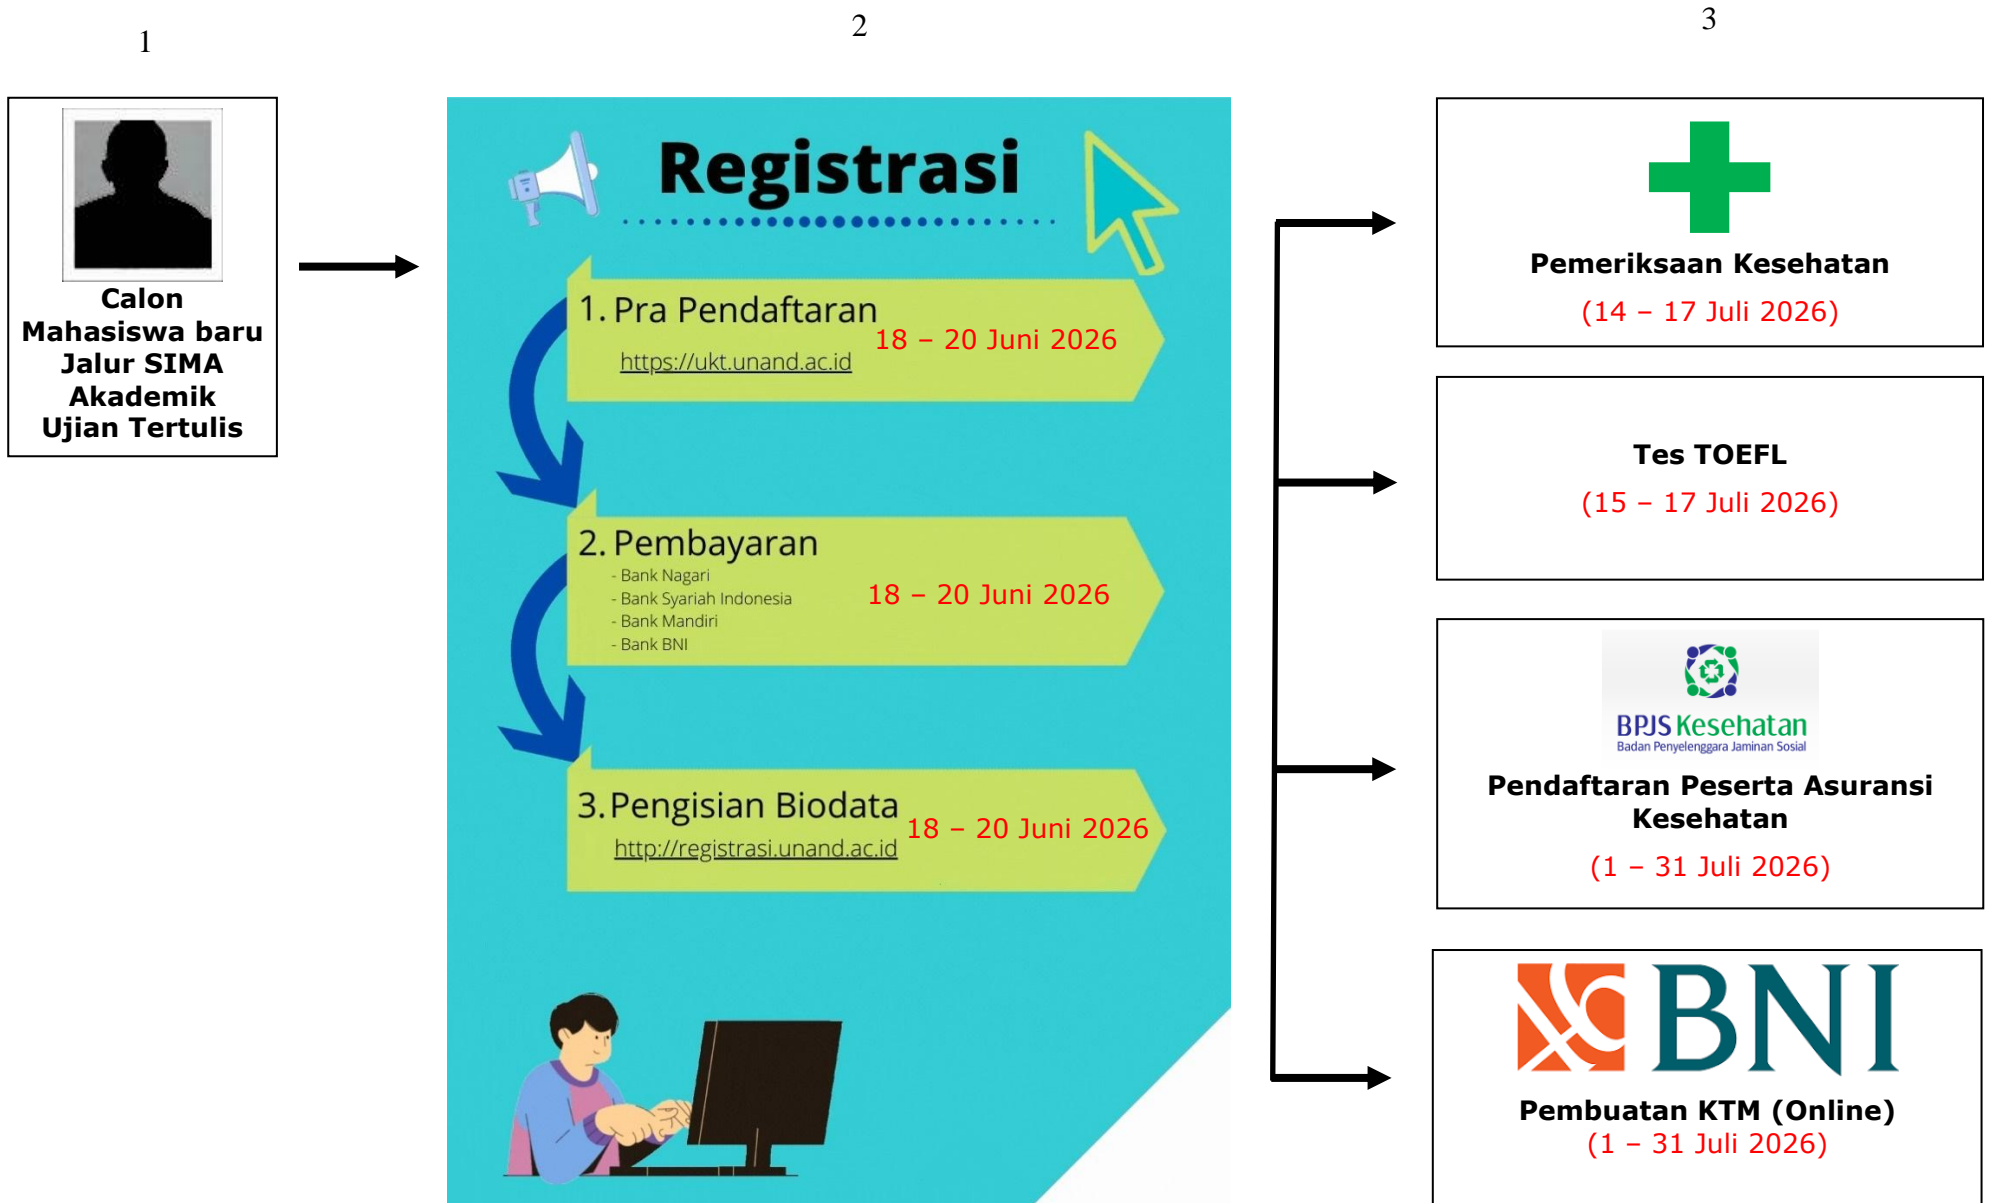 1
2
3
Calon
Mahasiswa baru
Jalur SIMA
Akademik
Ujian Tertulis
Registrasi
1. Pra Pendaftaran
18 – 20 Juni 2026
https://ukt.unand.ac.id
2. Pembayaran
- Bank Nagari
- Bank Syariah Indonesia
18 – 20 Juni 2026
- Bank Mandiri
- Bank BNI
3. Pengisian Biodata
18 – 20 Juni 2026
http://registrasi.unand.ac.id
Pemeriksaan Kesehatan
(14 – 17 Juli 2026)
Tes TOEFL
(15 – 17 Juli 2026)
BPJS Kesehatan
Badan Penyelenggara Jaminan Sosial
Pendaftaran Peserta Asuransi
Kesehatan
(1 – 31 Juli 2026)
BNI
Pembuatan KTM (Online)
(1 – 31 Juli 2026)